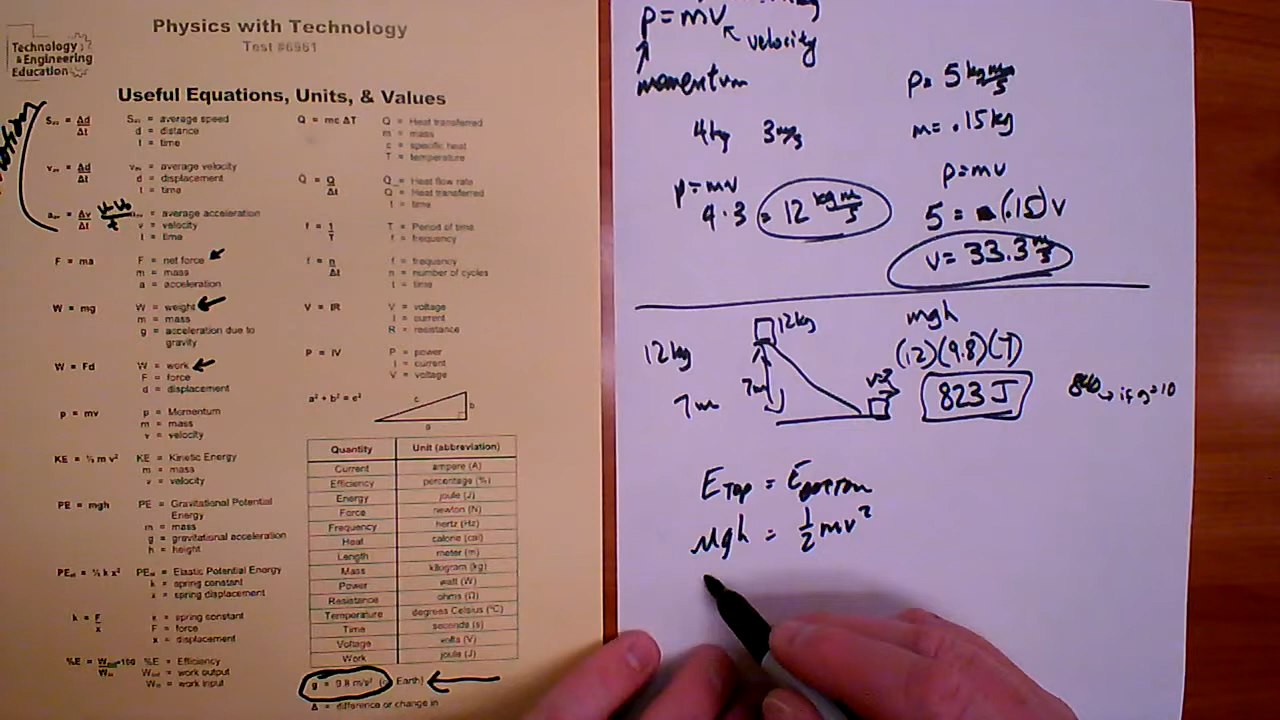 Physics with Technology
Test #6961
Technology
& Engineering
Education
Useful Equations, Units, & Values
Sav = Δd/Δt
Sav = average speed
d = distance
t = time
vav = Δd/Δt
vav = average velocity
d = displacement
t = time
aav = Δv/Δt
= average acceleration
v = velocity
t = time
F = ma
F = net force
m = mass
a = acceleration
W = mg
W = weight
m = mass
g = acceleration due to
gravity
W = Fd
W = work
F = force
d = displacement
p = mv
p = Momentum
m = mass
v = velocity
KE = ½ m v²
KE = Kinetic Energy
m = mass
v = velocity
PE = mgh
PE = Gravitational Potential
Energy
m = mass
g = gravitational acceleration
h = height
PEel = ½ k x²
PEel = Elastic Potential Energy
k = spring constant
x = spring displacement
k = F/x
k = spring constant
F = force
x = displacement
%E = Wout/Win ×100
%E = Efficiency
Wout = work output
Win = work input
Q = mc ΔT
Q = Heat transferred
m = mass
c = specific heat
T = temperature
Q = Q/Δt
Q = Heat flow rate
Q = Heat transferred
t = time
f = 1/T
T = Period of time
f = frequency
f = n/Δt
f = frequency
n = number of cycles
t = time
V = IR
V = voltage
I = current
R = resistance
P = IV
P = power
I = current
V = voltage
a² + b² = c²
c
b
a
Quantity Unit (abbreviation)
Current ampere (A)
Efficiency percentage (%)
Energy joule (J)
Force newton (N)
Frequency hertz (Hz)
Heat calorie (cal)
Length meter (m)
Mass kilogram (kg)
Power watt (W)
Resistance ohms (Ω)
Temperature degrees Celsius (°C)
Time seconds (s)
Voltage volts (V)
Work joule (J)
g = 9.8 m/s² Earth)
Δ = difference or change in
p = mv
velocity
momentum
4kg 3m/s
p = mv
4·3 = 12 kg m/s
p = 5 kg m/s
m = .15kg
p = mv
5 = (.15)v
v = 33.3 m/s
12kg
7m
12kg
7m
v=?
mgh
(12)(9.8)(7)
823 J
840 → if g=10
ETOP = EBOTTOM
mgh = ½mv²